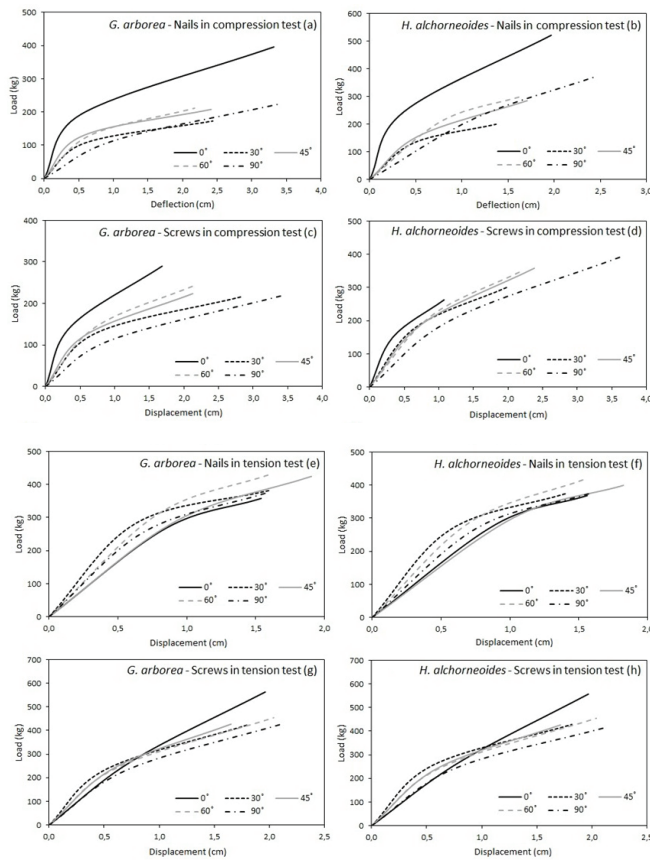 G. arborea - Nails in compression test (a)
500
400
300
200
100
0
Load (kg)
0° 30° 45°
60° 90°
0,0 0,5 1,0 1,5 2,0 2,5 3,0 3,5 4,0
Deflection (cm)
H. alchorneoides - Nails in compression test (b)
600
500
400
300
200
100
0
Load (kg)
0° 30° 45°
60° 90°
0,0 0,5 1,0 1,5 2,0 2,5 3,0
Deflection (cm)
G. arborea - Screws in compression test (c)
400
300
200
100
0
Load (kg)
0° 30° 45°
60° 90°
0,0 0,5 1,0 1,5 2,0 2,5 3,0 3,5 4,0
Displacement (cm)
H. alchorneoides - Screws in compression test (d)
500
400
300
200
100
0
Load (kg)
0° 30° 45°
60° 90°
0,0 0,5 1,0 1,5 2,0 2,5 3,0 3,5 4,0
Displacement (cm)
G. arborea - Nails in tension test (e)
500
400
300
200
100
0
Load (kg)
0° 30° 45°
60° 90°
0,0 0,5 1,0 1,5 2,0
Displacement (cm)
H. alchorneoides - Nails in tension test (f)
500
400
300
200
100
0
Load (kg)
0° 30° 45°
60° 90°
0,0 0,5 1,0 1,5 2,0
Displacement (cm)
G. arborea - Screws in tension test (g)
700
600
500
400
300
200
100
0
Load (kg)
0° 30° 45°
60° 90°
0,0 0,5 1,0 1,5 2,0 2,5
Displacement (cm)
H. alchorneoides - Screws in tension test (h)
700
600
500
400
300
200
100
0
Load (kg)
0° 30° 45°
60° 90°
0,0 0,5 1,0 1,5 2,0 2,5
Displacement (cm)